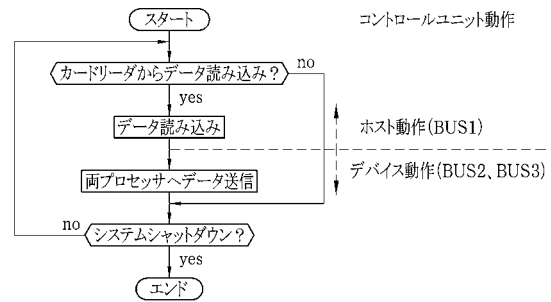 スタート
コントロールユニット動作
カードリーダからデータ読み込み？
no
yes
データ読み込み
ホスト動作(BUS1)
デバイス動作(BUS2、BUS3)
両プロセッサへデータ送信
no
システムシャットダウン？
yes
エンド